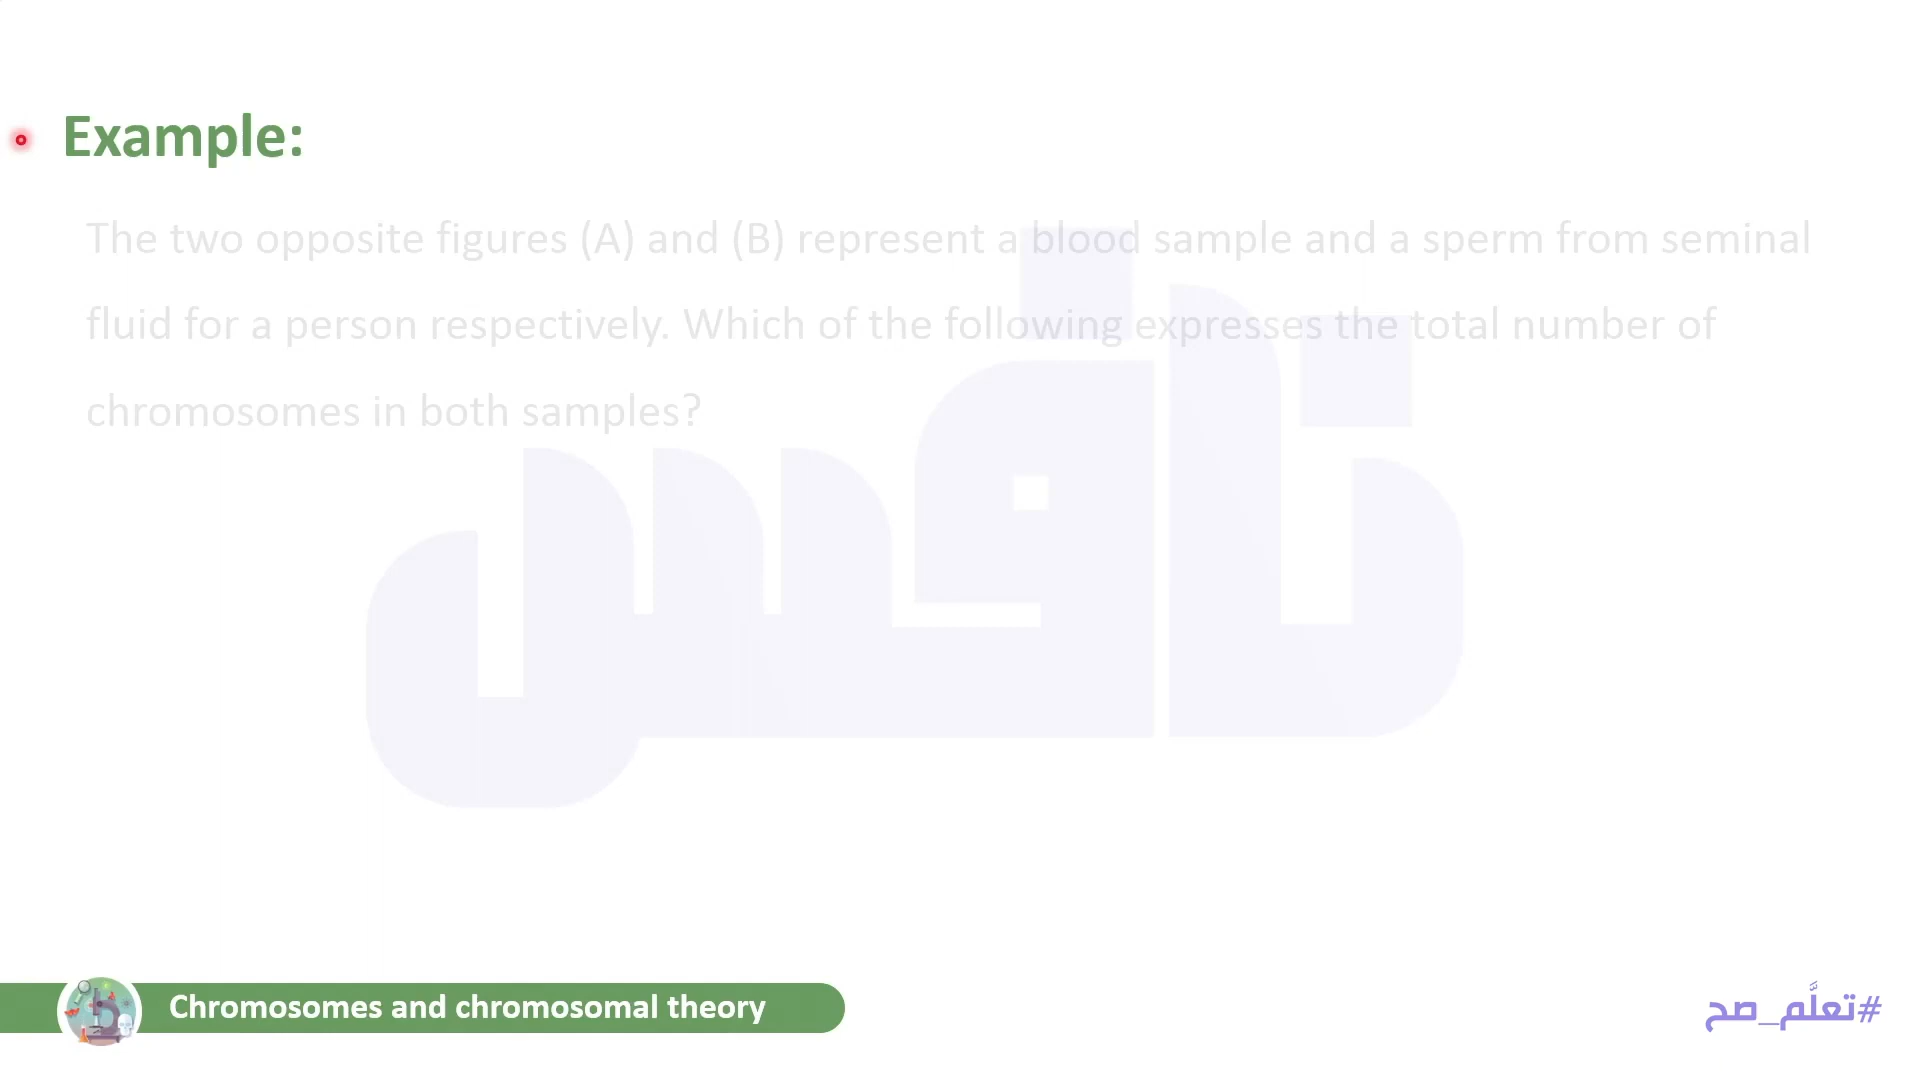 Example:
The two opposite figures (A) and (B) represent a blood sample and a sperm from seminal
fluid for a person respectively. Which of the following expresses the total number of
chromosomes in both samples?
نافس
Chromosomes and chromosomal theory
#تعلَّم_صح